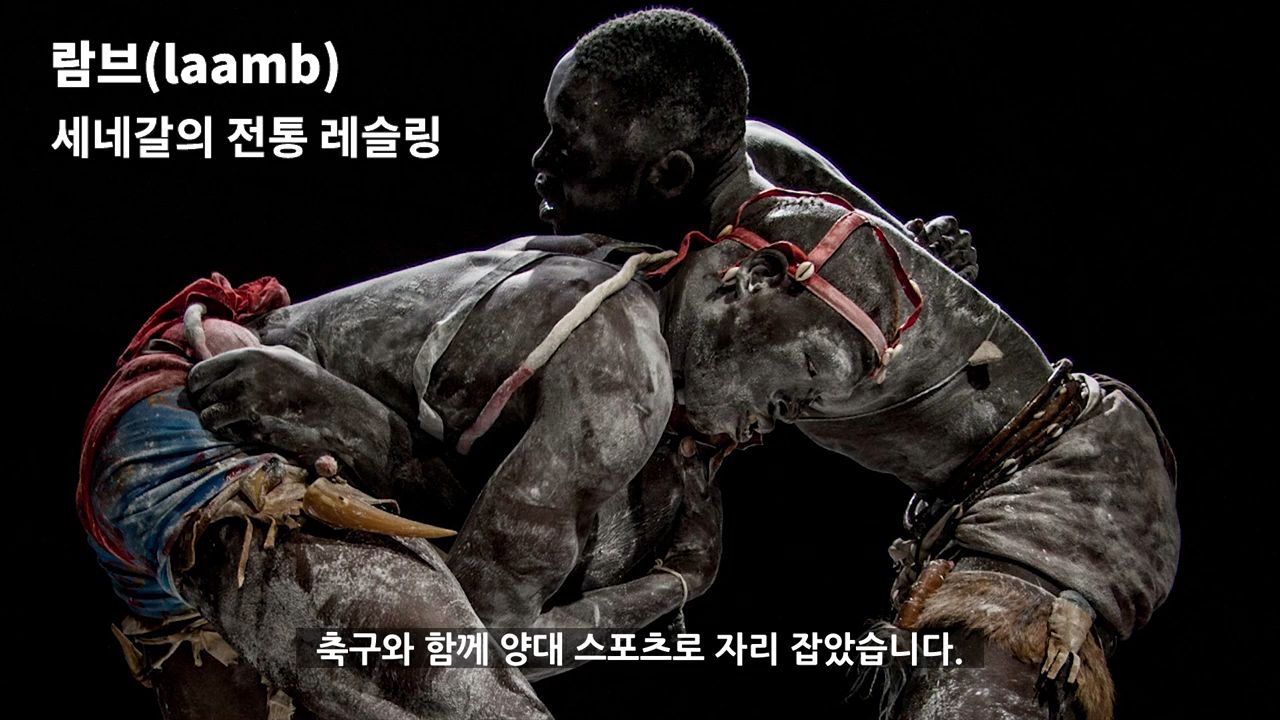 람브(laamb)
세네갈의 전통 레슬링
축구와 함께 양대 스포츠로 자리 잡았습니다.